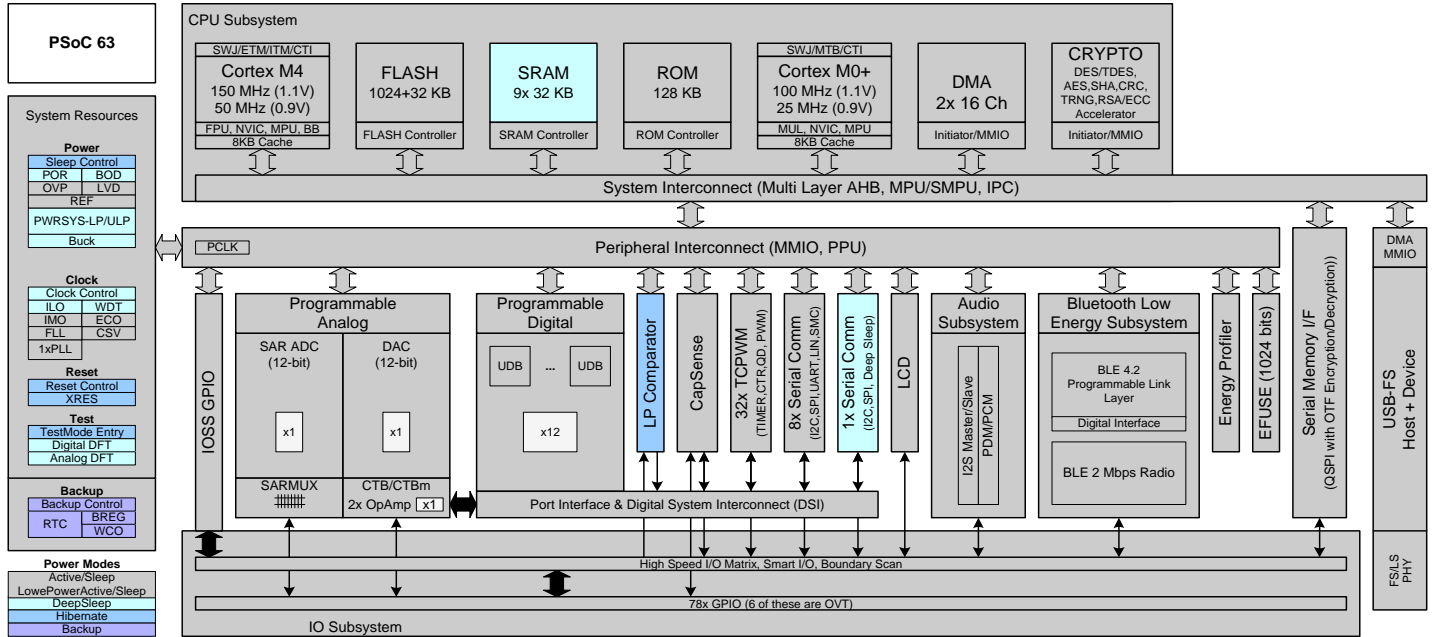 PSoC 63
System Resources
Power
Sleep Control
POR BOD
OVP LVD
REF
PWRSYS-LP/ULP
Buck
Clock
Clock Control
ILO WDT
IMO ECO
FLL CSV
1xPLL
Reset
Reset Control
XRES
Test
TestMode Entry
Digital DFT
Analog DFT
Backup
Backup Control
RTC
BREG
WCO
Power Modes
Active/Sleep
LowePowerActive/Sleep
DeepSleep
Hibernate
Backup
CPU Subsystem
SWJ/ETM/ITM/CTI
Cortex M4
150 MHz (1.1V)
50 MHz (0.9V)
FPU, NVIC, MPU, BB
8KB Cache
FLASH
1024+32 KB
FLASH Controller
SRAM
9x 32 KB
SRAM Controller
ROM
128 KB
ROM Controller
SWJ/MTB/CTI
Cortex M0+
100 MHz (1.1V)
25 MHz (0.9V)
MUL, NVIC, MPU
8KB Cache
DMA
2x 16 Ch
Initiator/MMIO
CRYPTO
DES/TDES,
AES,SHA,CRC,
TRNG,RSA/ECC
Accelerator
Initiator/MMIO
System Interconnect (Multi Layer AHB, MPU/SMPU, IPC)
PCLK
Peripheral Interconnect (MMIO, PPU)
IOSS GPIO
Programmable
Analog
SAR ADC
(12-bit)
x1
DAC
(12-bit)
x1
SARMUX
CTB/CTBm
2x OpAmp x1
Programmable
Digital
UDB ... UDB
x12
LP Comparator
CapSense
32x TCPWM
(TIMER,CTR,QD, PWM)
8x Serial Comm
(I2C,SPI,UART,LIN,SMC)
1x Serial Comm
(I2C,SPI, Deep Sleep)
LCD
Port Interface & Digital System Interconnect (DSI)
Audio
Subsystem
I2S Master/Slave
PDM/PCM
Bluetooth Low
Energy Subsystem
BLE 4.2
Programmable Link
Layer
Digital Interface
BLE 2 Mbps Radio
Energy Profiler
EFUSE (1024 bits)
Serial Memory I/F
(QSPI with OTF Encryption/Decryption))
DMA
MMIO
USB-FS
Host + Device
FS/LS
PHY
High Speed I/O Matrix, Smart I/O, Boundary Scan
78x GPIO (6 of these are OVT)
IO Subsystem